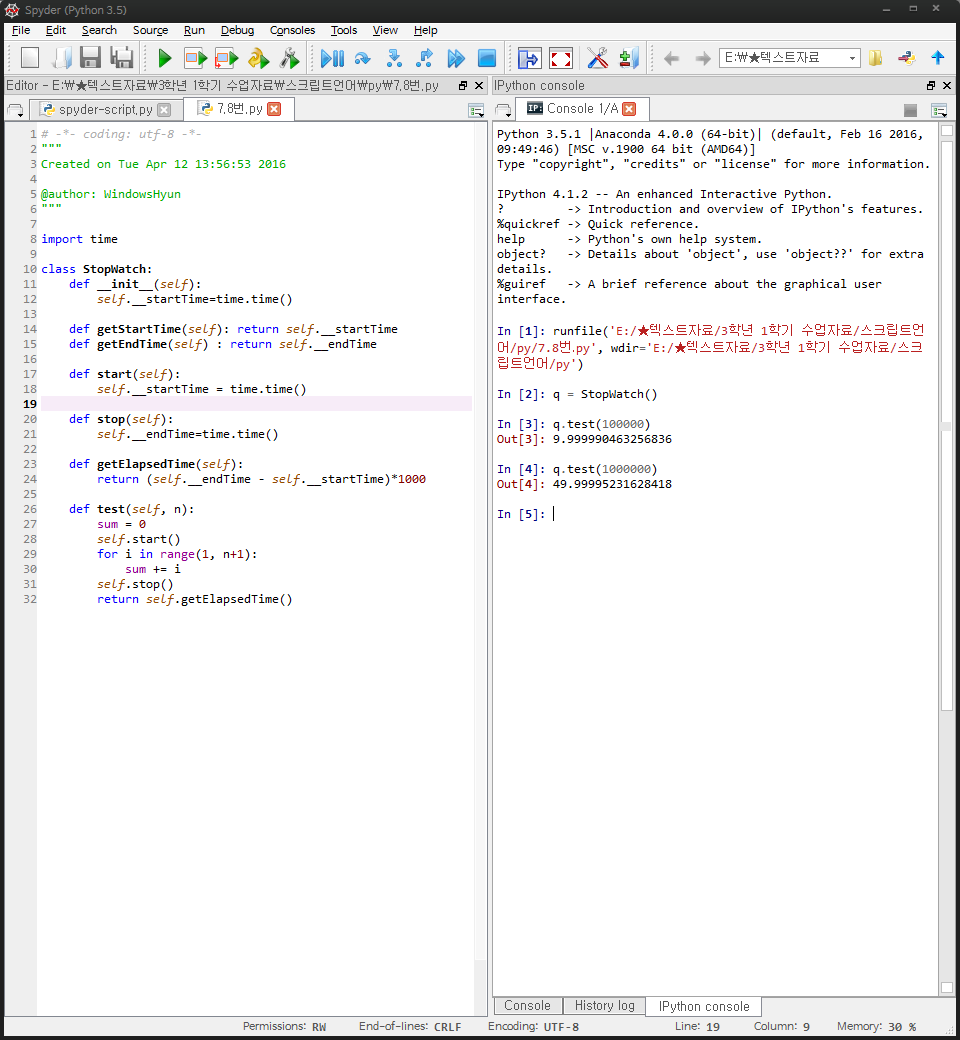 Spyder (Python 3.5)
File Edit Search Source Run Debug Consoles Tools View Help
E:₩★텍스트자료
Editor - E:₩★텍스트자료₩3학년 1학기 수업자료₩스크립트언어₩py₩7.8번.py
spyder-script.py
7.8번.py
1 # -*- coding: utf-8 -*-
2 """
3 Created on Tue Apr 12 13:56:53 2016
4
5 @author: WindowsHyun
6 """
7
8 import time
9
10 class StopWatch:
11     def __init__(self):
12         self.__startTime=time.time()
13
14     def getStartTime(self): return self.__startTime
15     def getEndTime(self) : return self.__endTime
16
17     def start(self):
18         self.__startTime = time.time()
19
20     def stop(self):
21         self.__endTime=time.time()
22
23     def getElapsedTime(self):
24         return (self.__endTime - self.__startTime)*1000
25
26     def test(self, n):
27         sum = 0
28         self.start()
29         for i in range(1, n+1):
30             sum += i
31         self.stop()
32         return self.getElapsedTime()
IPython console
IP: Console 1/A
Python 3.5.1 |Anaconda 4.0.0 (64-bit)| (default, Feb 16 2016,
09:49:46) [MSC v.1900 64 bit (AMD64)]
Type "copyright", "credits" or "license" for more information.
IPython 4.1.2 -- An enhanced Interactive Python.
?         -> Introduction and overview of IPython's features.
%quickref -> Quick reference.
help      -> Python's own help system.
object?   -> Details about 'object', use 'object??' for extra
details.
%guiref   -> A brief reference about the graphical user
interface.
In [1]: runfile('E:/★텍스트자료/3학년 1학기 수업자료/스크립트언
어/py/7.8번.py', wdir='E:/★텍스트자료/3학년 1학기 수업자료/스크
립트언어/py')
In [2]: q = StopWatch()
In [3]: q.test(100000)
Out[3]: 9.999990463256836
In [4]: q.test(1000000)
Out[4]: 49.99995231628418
In [5]:
Console History log IPython console
Permissions: RW End-of-lines: CRLF Encoding: UTF-8 Line: 19 Column: 9 Memory: 30 %